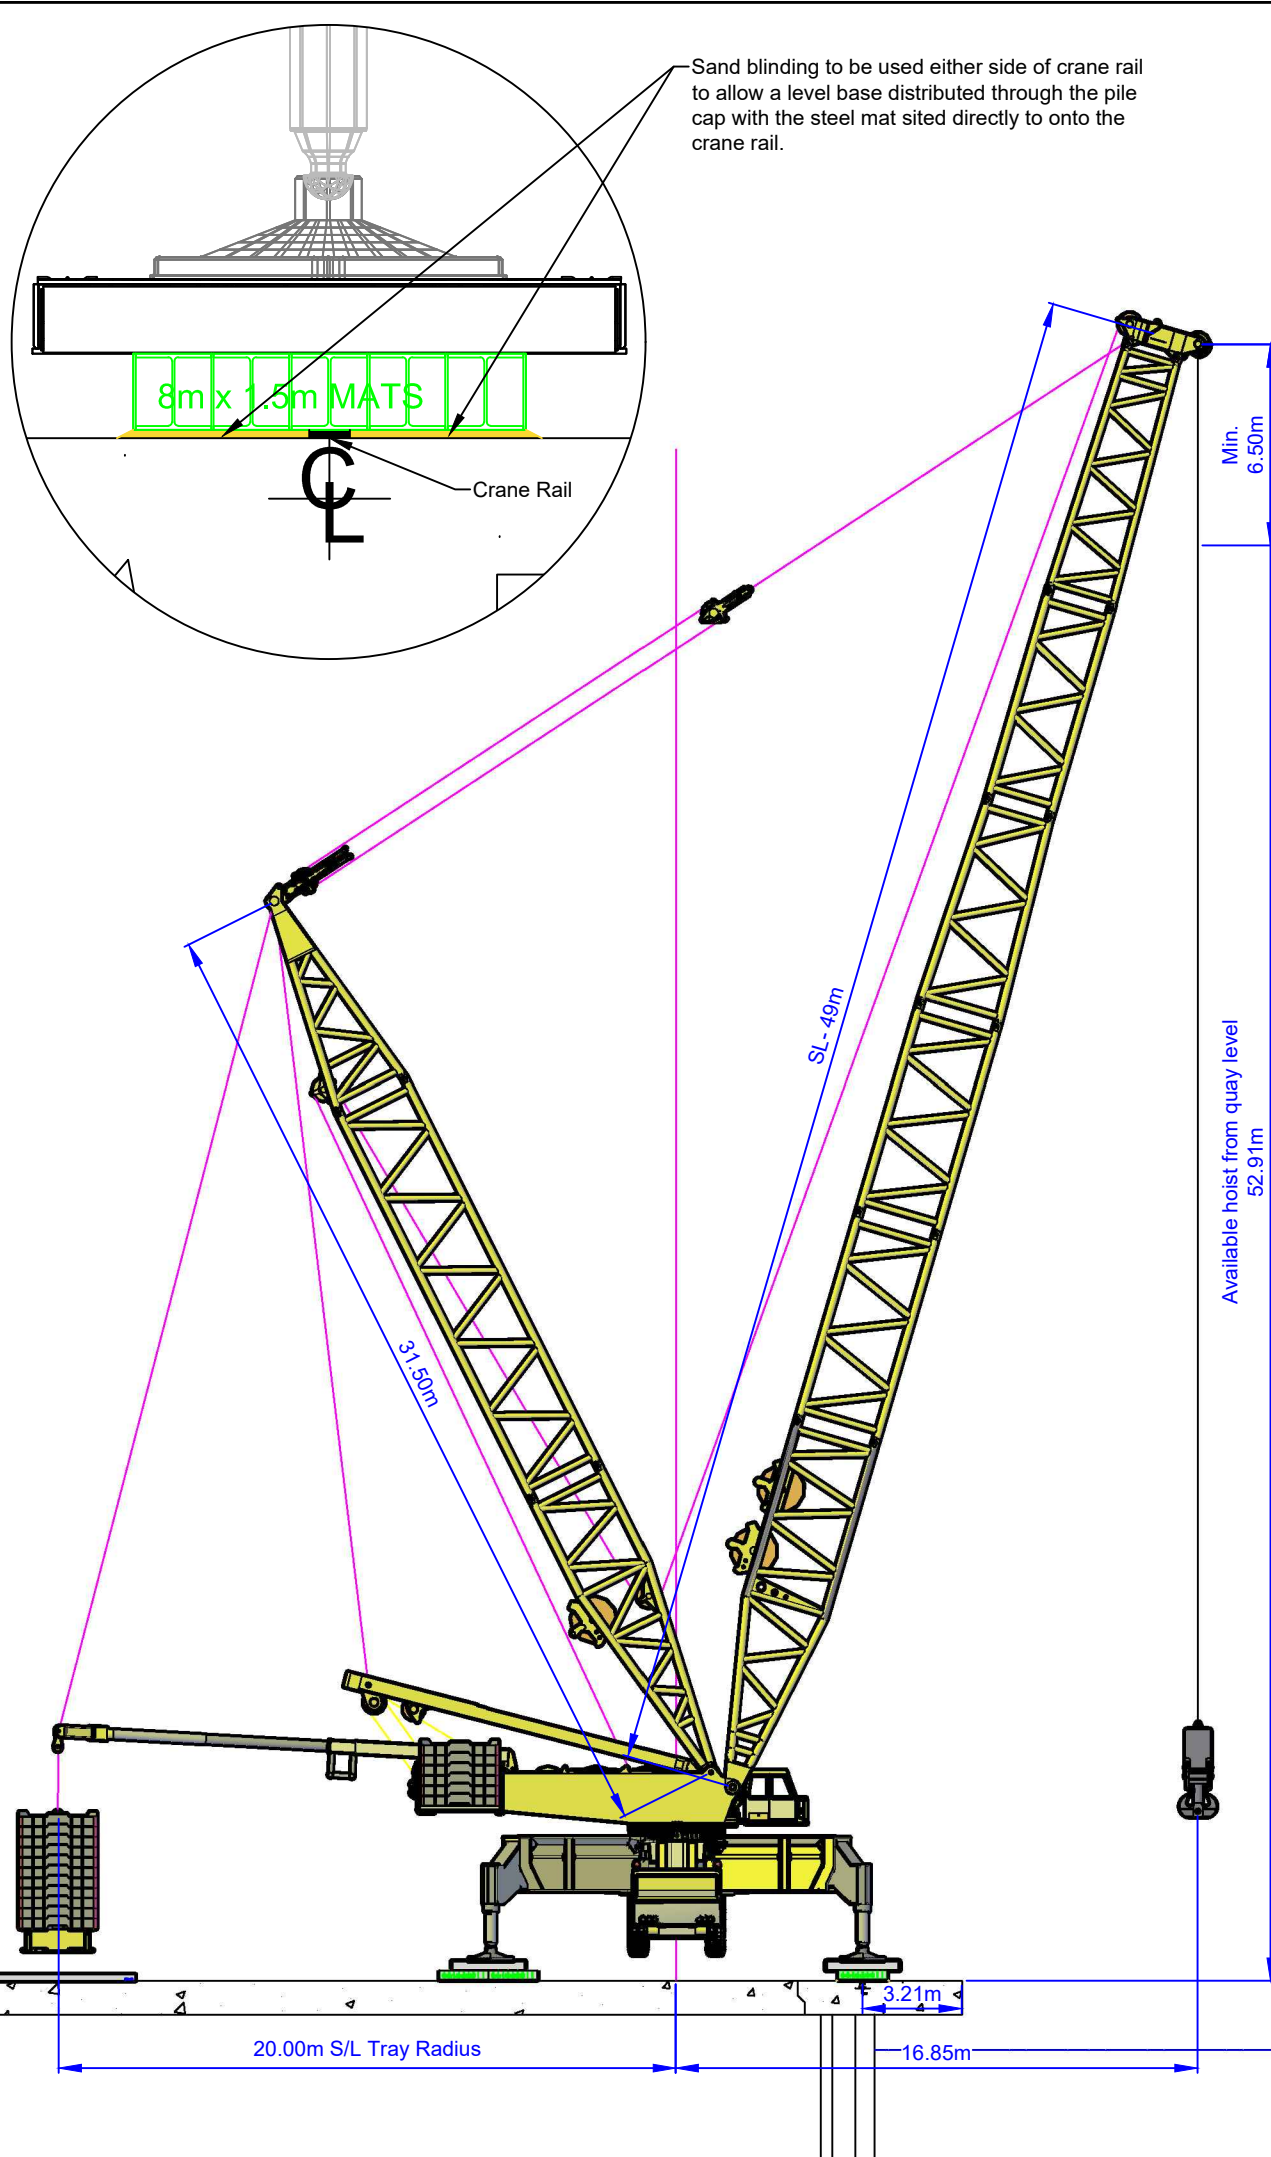 Sand blinding to be used either side of crane rail
to allow a level base distributed through the pile
cap with the steel mat sited directly to onto the
crane rail.
8m x 1.5m MATS
CL
Crane Rail
Min.
6.50m
SL - 49m
Available hoist from quay level
52.91m
31.50m
3.21m
20.00m S/L Tray Radius
16.85m